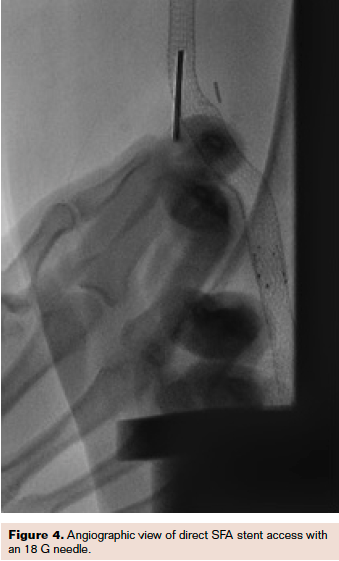 Figure 4. Angiographic view of direct SFA stent access with
an 18 G needle.